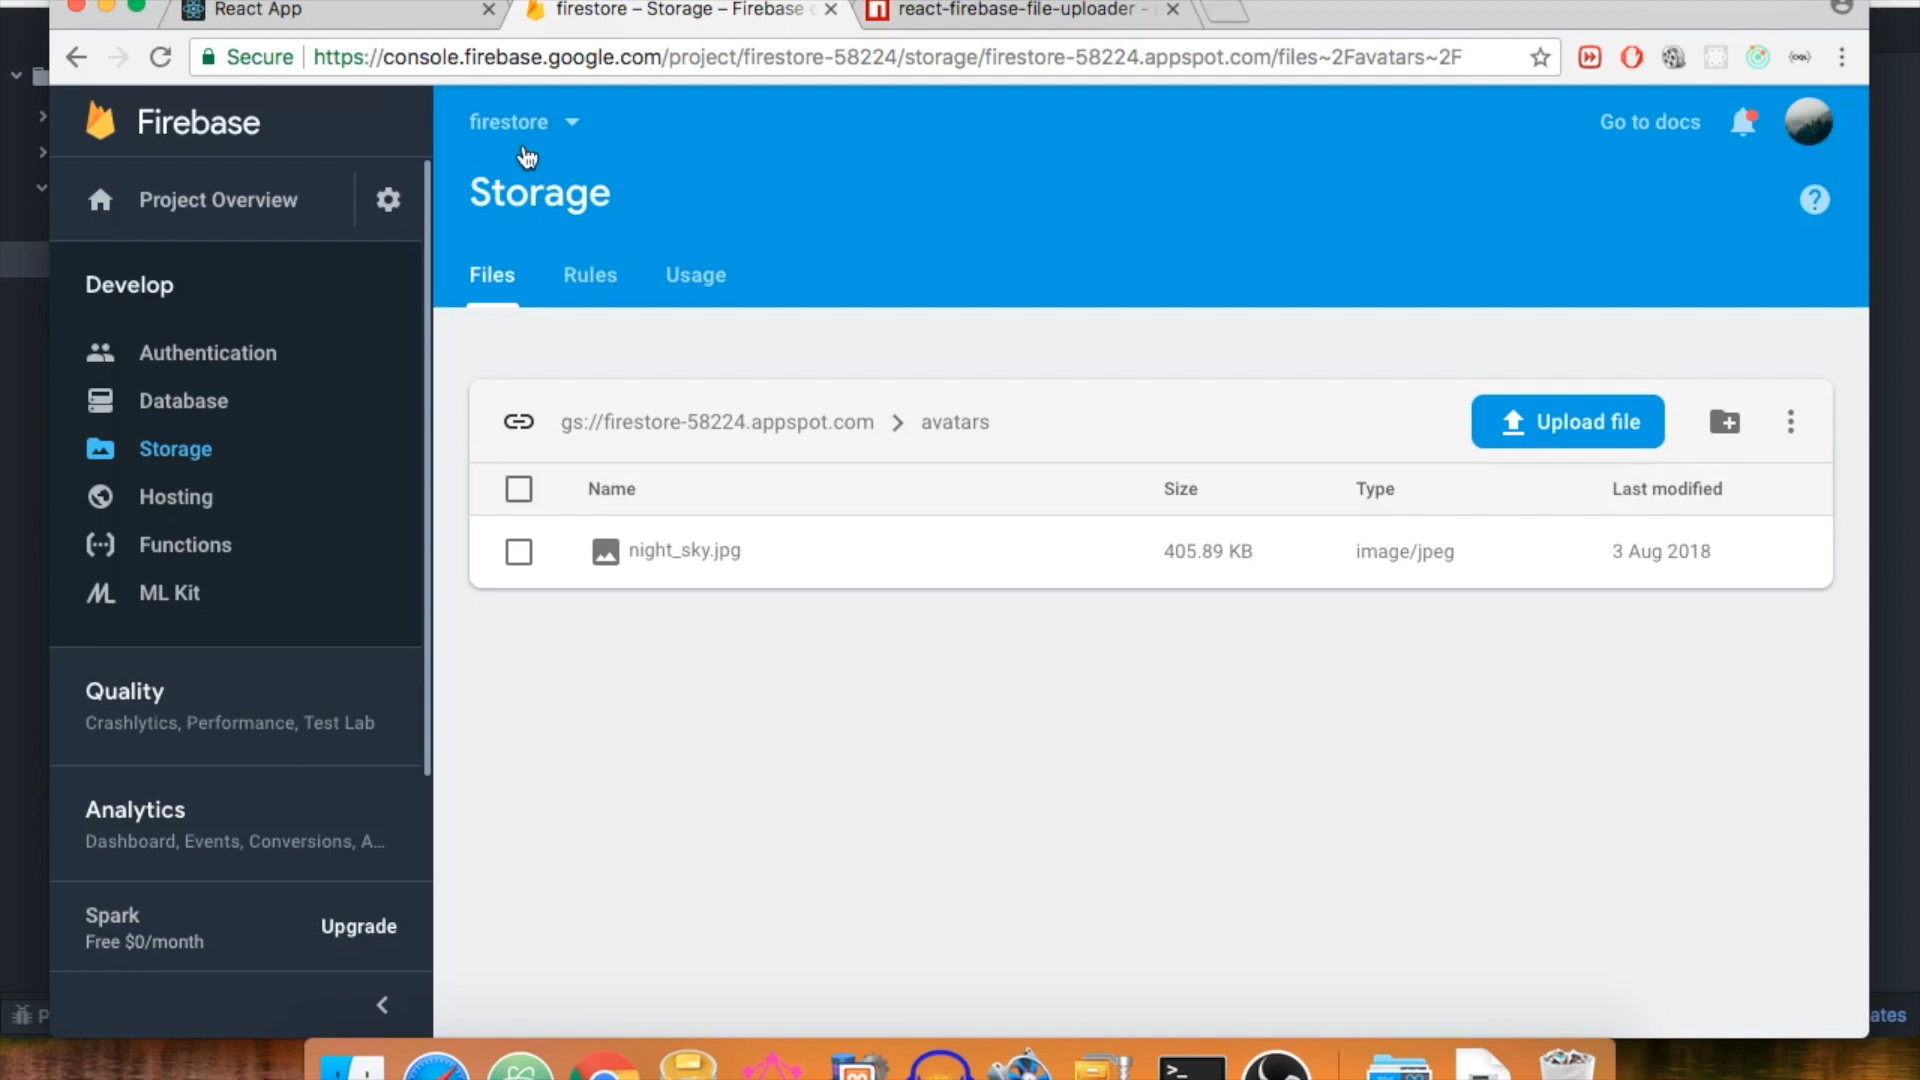 React App
firestore – Storage – Firebase
react-firebase-file-uploader -
Secure
https://console.firebase.google.com/project/firestore-58224/storage/firestore-58224.appspot.com/files~2Favatars~2F
Firebase
firestore
Go to docs
Project Overview
Storage
Files Rules Usage
Develop
Authentication
Database
Storage
Hosting
Functions
ML Kit
gs://firestore-58224.appspot.com > avatars
Upload file
Name Size Type Last modified
night_sky.jpg 405.89 KB image/jpeg 3 Aug 2018
Quality
Crashlytics, Performance, Test Lab
Analytics
Dashboard, Events, Conversions, A...
Spark
Free $0/month
Upgrade
P
ates